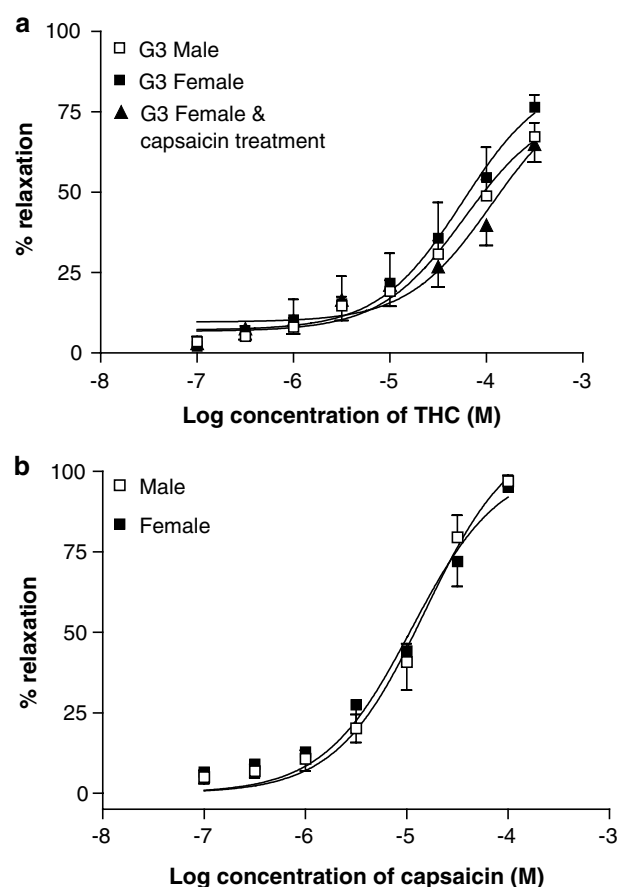 a
100
75
50
25
0
% relaxation
G3 Male
G3 Female
G3 Female &
capsaicin treatment
-8 -7 -6 -5 -4 -3
Log concentration of THC (M)
b
100
75
50
25
0
% relaxation
Male
Female
-8 -7 -6 -5 -4 -3
Log concentration of capsaicin (M)